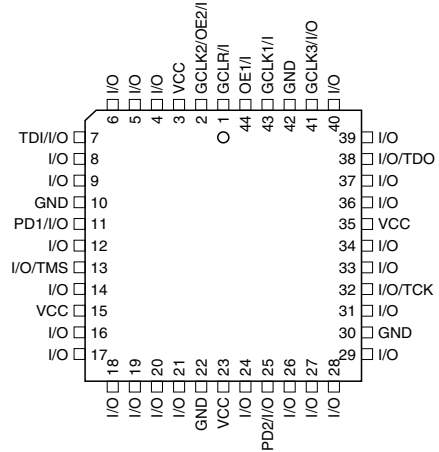 I/O
I/O
I/O
VCC
GCLK2/OE2/I
GCLR/I
OE1/I
GCLK1/I
GND
GCLK3/I/O
I/O
6
5
4
3
2
1
44
43
42
41
40
TDI/I/O 7
I/O 8
I/O 9
GND 10
PD1/I/O 11
I/O 12
I/O/TMS 13
I/O 14
VCC 15
I/O 16
I/O 17
39 I/O
38 I/O/TDO
37 I/O
36 I/O
35 VCC
34 I/O
33 I/O
32 I/O/TCK
31 I/O
30 GND
29 I/O
18
19
20
21
22
23
24
25
26
27
28
I/O
I/O
I/O
I/O
GND
VCC
I/O
PD2/I/O
I/O
I/O
I/O